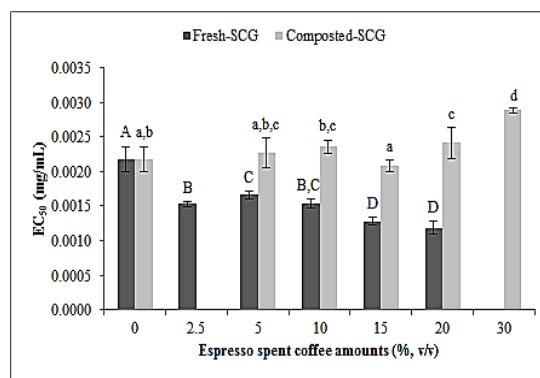 Fresh-SCG Composted-SCG
EC50 (mg/mL)
0.0035
0.0030
0.0025
0.0020
0.0015
0.0010
0.0005
0.0000
A a,b B C a,b,c B,C b,c D a D c d
0 2.5 5 10 15 20 30
Espresso spent coffee amounts (%, v/v)